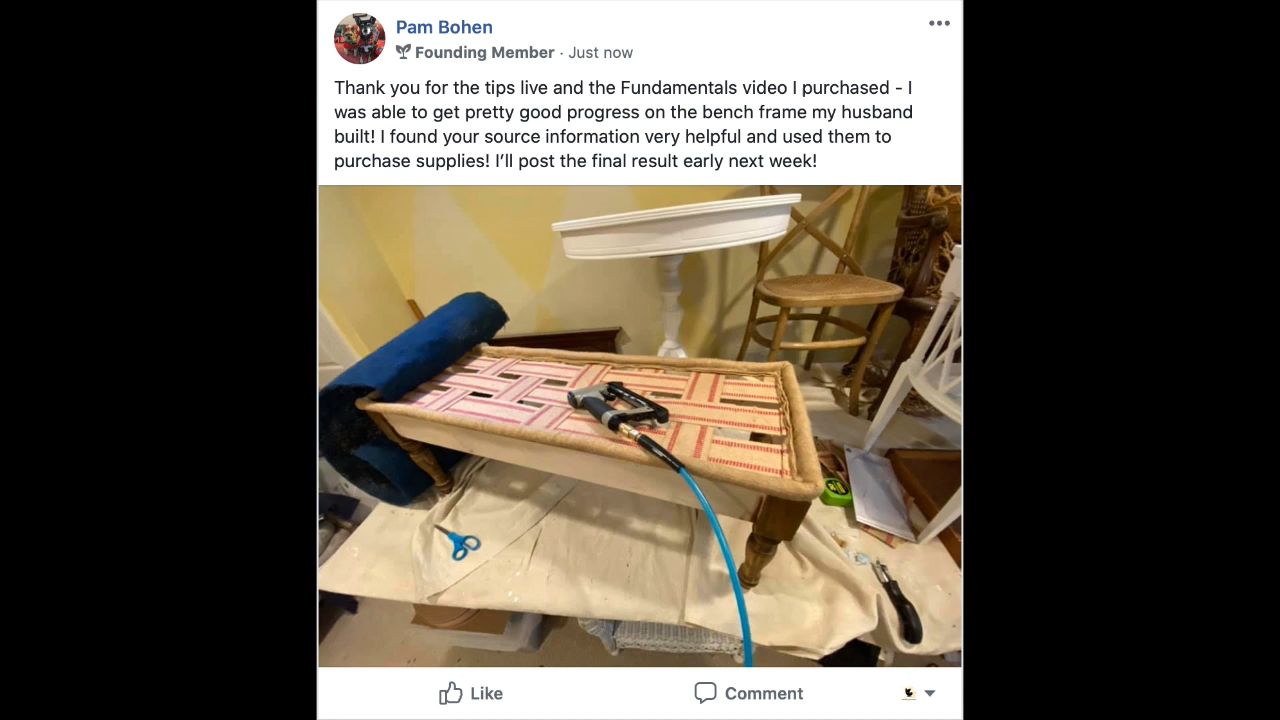 Pam Bohen
Founding Member · Just now
Thank you for the tips live and the Fundamentals video I purchased - I
was able to get pretty good progress on the bench frame my husband
built! I found your source information very helpful and used them to
purchase supplies! I’ll post the final result early next week!
Like
Comment